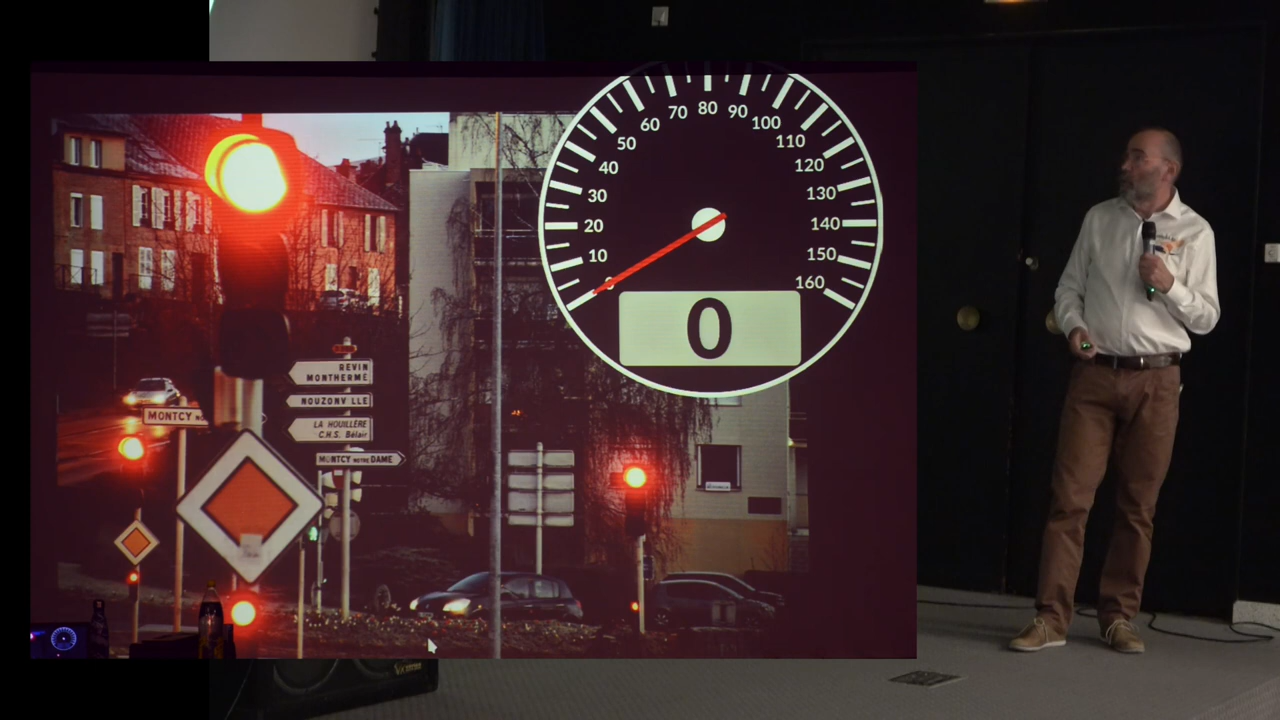 80
70
90
60
100
50
110
40
120
30
130
20
140
10
150
0
160
0
REVIN
MONTHERMÉ
NOUZONVILLE
LA HOUILLÈRE
C.H.S. Bélair
MONTCY NOTRE DAME
MONTCY